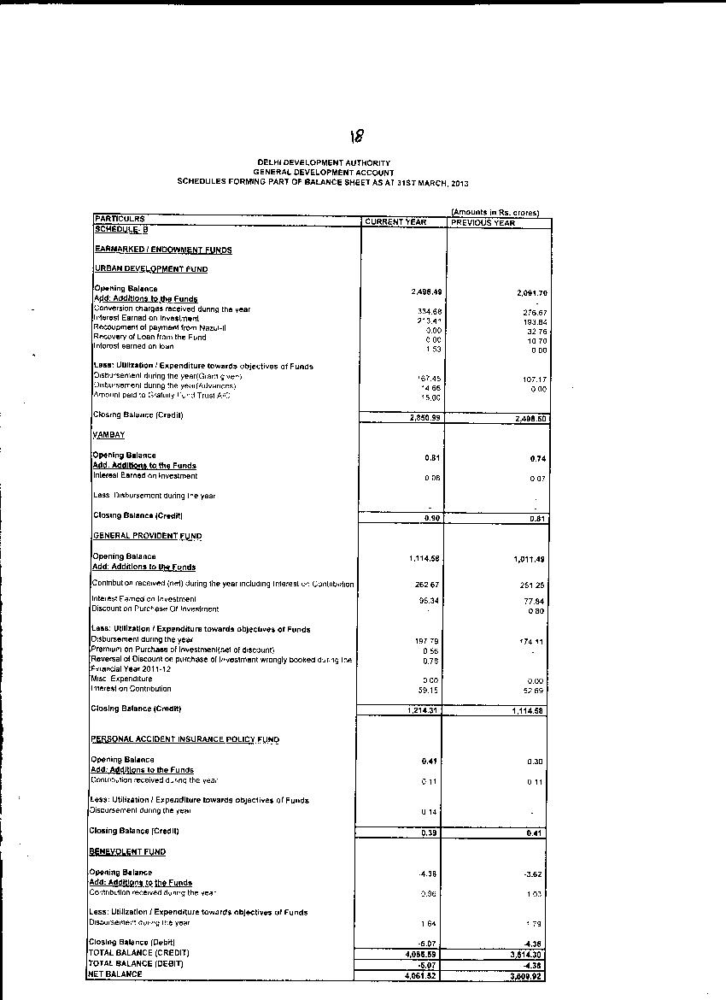 18
DELHI DEVELOPMENT AUTHORITY
GENERAL DEVELOPMENT ACCOUNT
SCHEDULES FORMING PART OF BALANCE SHEET AS AT 31ST MARCH, 2013
(Amounts in Rs. crores)
PARTICULRS CURRENT YEAR PREVIOUS YEAR
SCHEDULE- B
EARMARKED / ENDOWMENT FUNDS
URBAN DEVELOPMENT FUND
Opening Balance 2,498.49 2,091.70
Add: Additions to the Funds -
Conversion charges received during the year 334.68 276.67
Interest Earned on Investment 213.41 193.84
Recoupment of payment from Nazul-II 0.00 32.76
Recovery of Loan from the Fund 0.00 10.70
Interest earned on loan 1.53 0.00
Less: Utilization / Expenditure towards objectives of Funds
Disbursement during the year(Grant given) 167.45 107.17
Disbursement during the year(Advances) 14.66 0.00
Amount paid to Gratuity Fund Trust A/C 15.00
Closing Balance (Credit) 2,850.99 2,498.50
VAMBAY
Opening Balance 0.81 0.74
Add: Additions to the Funds
Interest Earned on Investment 0.08 0.07
Less: Disbursement during the year -
- -
Closing Balance (Credit) 0.90 0.81
GENERAL PROVIDENT FUND
Opening Balance 1,114.58 1,011.49
Add: Additions to the Funds
Contribution received (net) during the year including Interest on Contribution 262.67 251.25
Interest Earned on Investment 95.34 77.84
Discount on Purchase Of Investment - 0.80
Less: Utilization / Expenditure towards objectives of Funds
Disbursement during the year 197.79 174.11
Premium on Purchase of Investment(net of discount) 0.56 -
Reversal of Discount on purchase of Investment wrongly booked during the 0.78
Financial Year 2011-12
Misc. Expenditure 0.00 0.00
Interest on Contribution 59.15 52.69
Closing Balance (Credit) 1,214.31 1,114.58
PERSONAL ACCIDENT INSURANCE POLICY FUND
Opening Balance 0.41 0.30
Add: Additions to the Funds
Contribution received during the year 0.11 0.11
Less: Utilization / Expenditure towards objectives of Funds
Disbursement during the year 0.14 -
Closing Balance (Credit) 0.39 0.41
BENEVOLENT FUND
Opening Balance -4.38 -3.62
Add: Additions to the Funds
Contribution received during the year 0.96 1.03
Less: Utilization / Expenditure towards objectives of Funds
Disbursement during the year 1.64 1.79
Closing Balance (Debit) -5.07 -4.38
TOTAL BALANCE (CREDIT) 4,066.59 3,614.30
TOTAL BALANCE (DEBIT) -5.07 -4.38
NET BALANCE 4,061.52 3,609.92